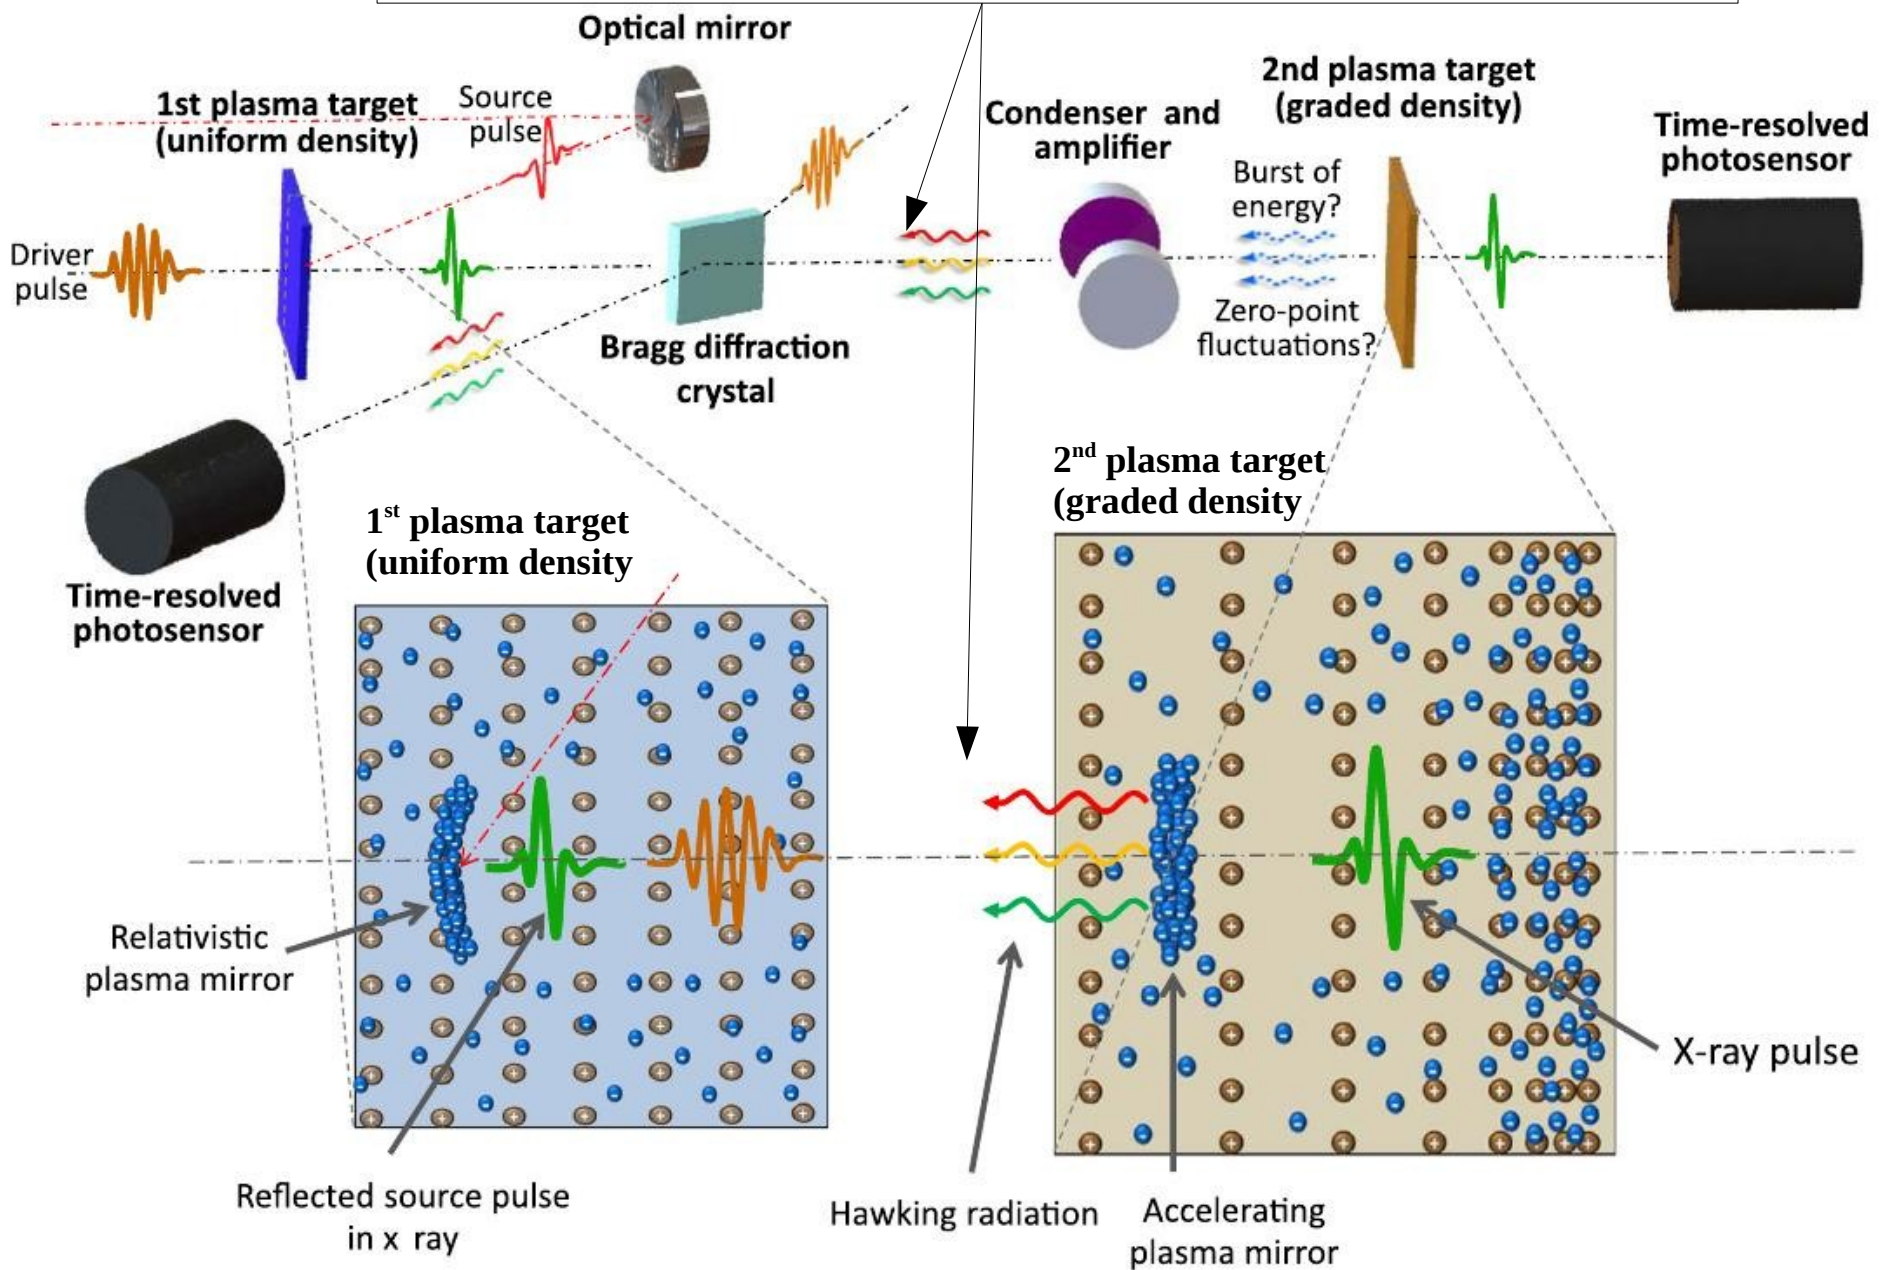 Optical mirror
1st plasma target
(uniform density)
Source
pulse
Driver
pulse
Bragg diffraction
crystal
Condenser and
amplifier
2nd plasma target
(graded density)
Burst of
energy?
Zero-point
fluctuations?
Time-resolved
photosensor
Time-resolved
photosensor
1st plasma target
(uniform density
2nd plasma target
(graded density
Relativistic
plasma mirror
Reflected source pulse
in x ray
Hawking radiation
Accelerating
plasma mirror
X-ray pulse